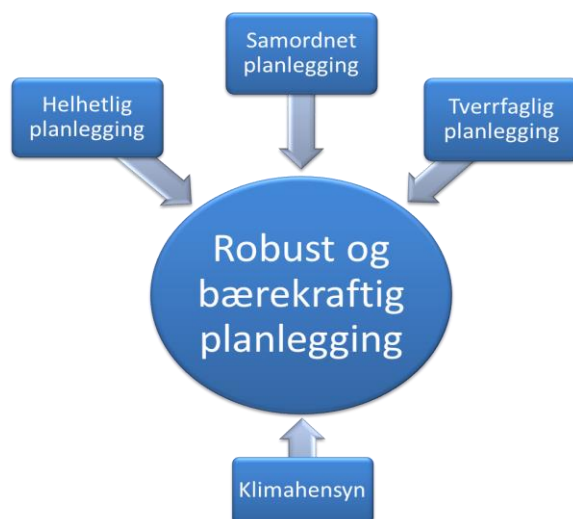 Samordnet
planlegging
Helhetlig
planlegging
Tverrfaglig
planlegging
Robust og
bærekraftig
planlegging
Klimahensyn